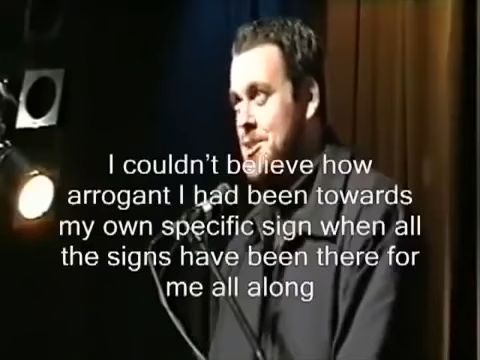 I couldn't believe how
arrogant I had been towards
my own specific sign when all
the signs have been there for
me all along